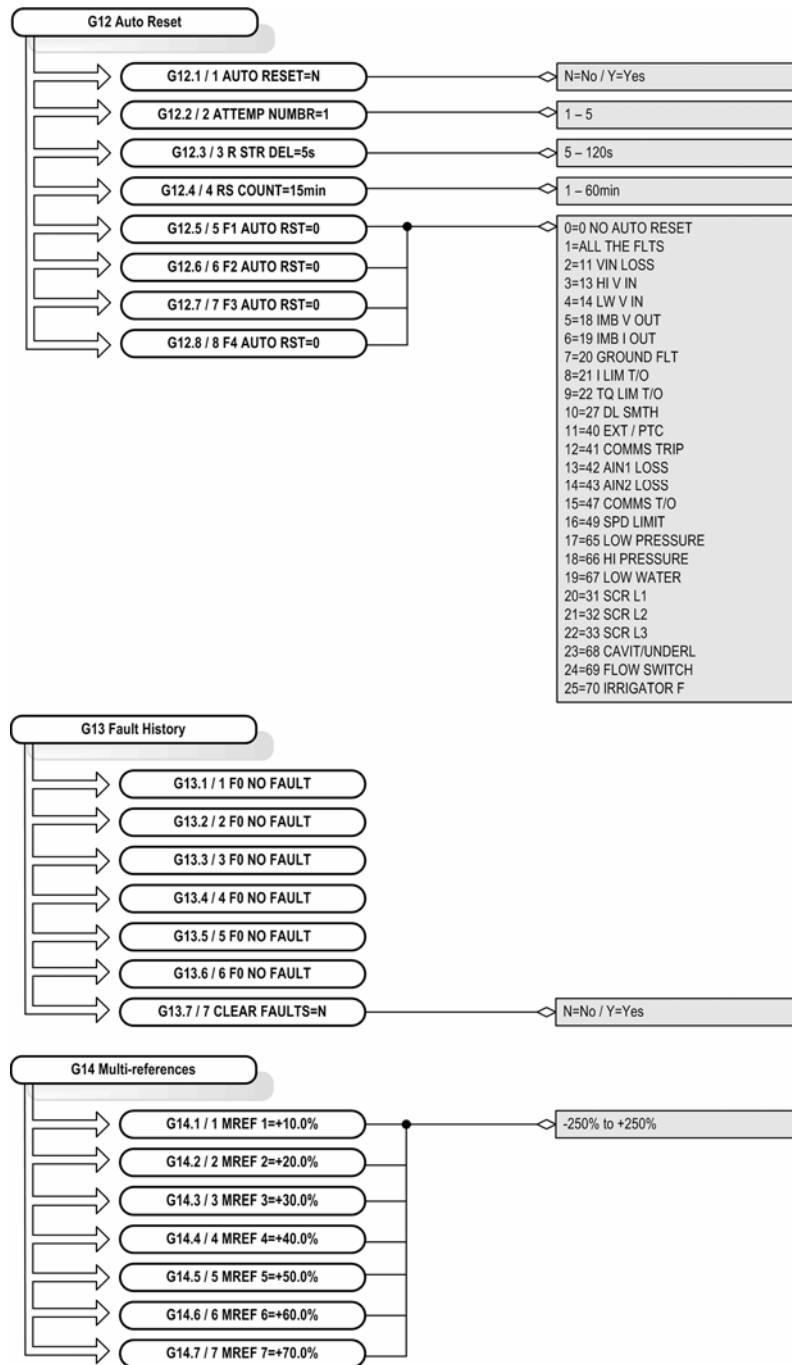 G12 Auto Reset
G12.1 / 1 AUTO RESET=N
N=No / Y=Yes
G12.2 / 2 ATTEMP NUMBR=1
1 – 5
G12.3 / 3 R STR DEL=5s
5 – 120s
G12.4 / 4 RS COUNT=15min
1 – 60min
G12.5 / 5 F1 AUTO RST=0
G12.6 / 6 F2 AUTO RST=0
G12.7 / 7 F3 AUTO RST=0
G12.8 / 8 F4 AUTO RST=0
0=0 NO AUTO RESET
1=ALL THE FLTS
2=11 VIN LOSS
3=13 HI V IN
4=14 LW V IN
5=18 IMB V OUT
6=19 IMB I OUT
7=20 GROUND FLT
8=21 I LIM T/O
9=22 TQ LIM T/O
10=27 DL SMTH
11=40 EXT / PTC
12=41 COMMS TRIP
13=42 AIN1 LOSS
14=43 AIN2 LOSS
15=47 COMMS T/O
16=49 SPD LIMIT
17=65 LOW PRESSURE
18=66 HI PRESSURE
19=67 LOW WATER
20=31 SCR L1
21=32 SCR L2
22=33 SCR L3
23=68 CAVIT/UNDERL
24=69 FLOW SWITCH
25=70 IRRIGATOR F
G13 Fault History
G13.1 / 1 F0 NO FAULT
G13.2 / 2 F0 NO FAULT
G13.3 / 3 F0 NO FAULT
G13.4 / 4 F0 NO FAULT
G13.5 / 5 F0 NO FAULT
G13.6 / 6 F0 NO FAULT
G13.7 / 7 CLEAR FAULTS=N
N=No / Y=Yes
G14 Multi-references
G14.1 / 1 MREF 1=+10.0%
-250% to +250%
G14.2 / 2 MREF 2=+20.0%
G14.3 / 3 MREF 3=+30.0%
G14.4 / 4 MREF 4=+40.0%
G14.5 / 5 MREF 5=+50.0%
G14.6 / 6 MREF 6=+60.0%
G14.7 / 7 MREF 7=+70.0%